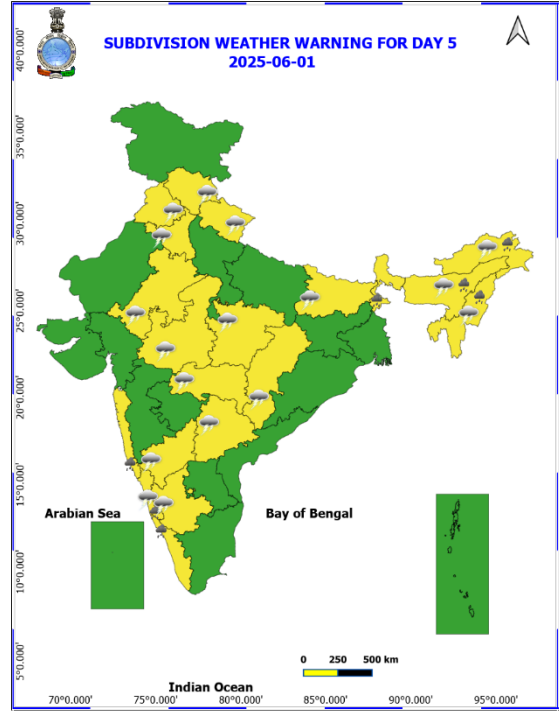 SUBDIVISION WEATHER WARNING FOR DAY 5
2025-06-01
40°0.000'
35°0.000'
30°0.000'
25°0.000'
20°0.000'
15°0.000'
10°0.000'
5°0.000'
Arabian Sea
Bay of Bengal
0 250 500 km
Indian Ocean
70°0.000' 75°0.000' 80°0.000' 85°0.000' 90°0.000' 95°0.000'